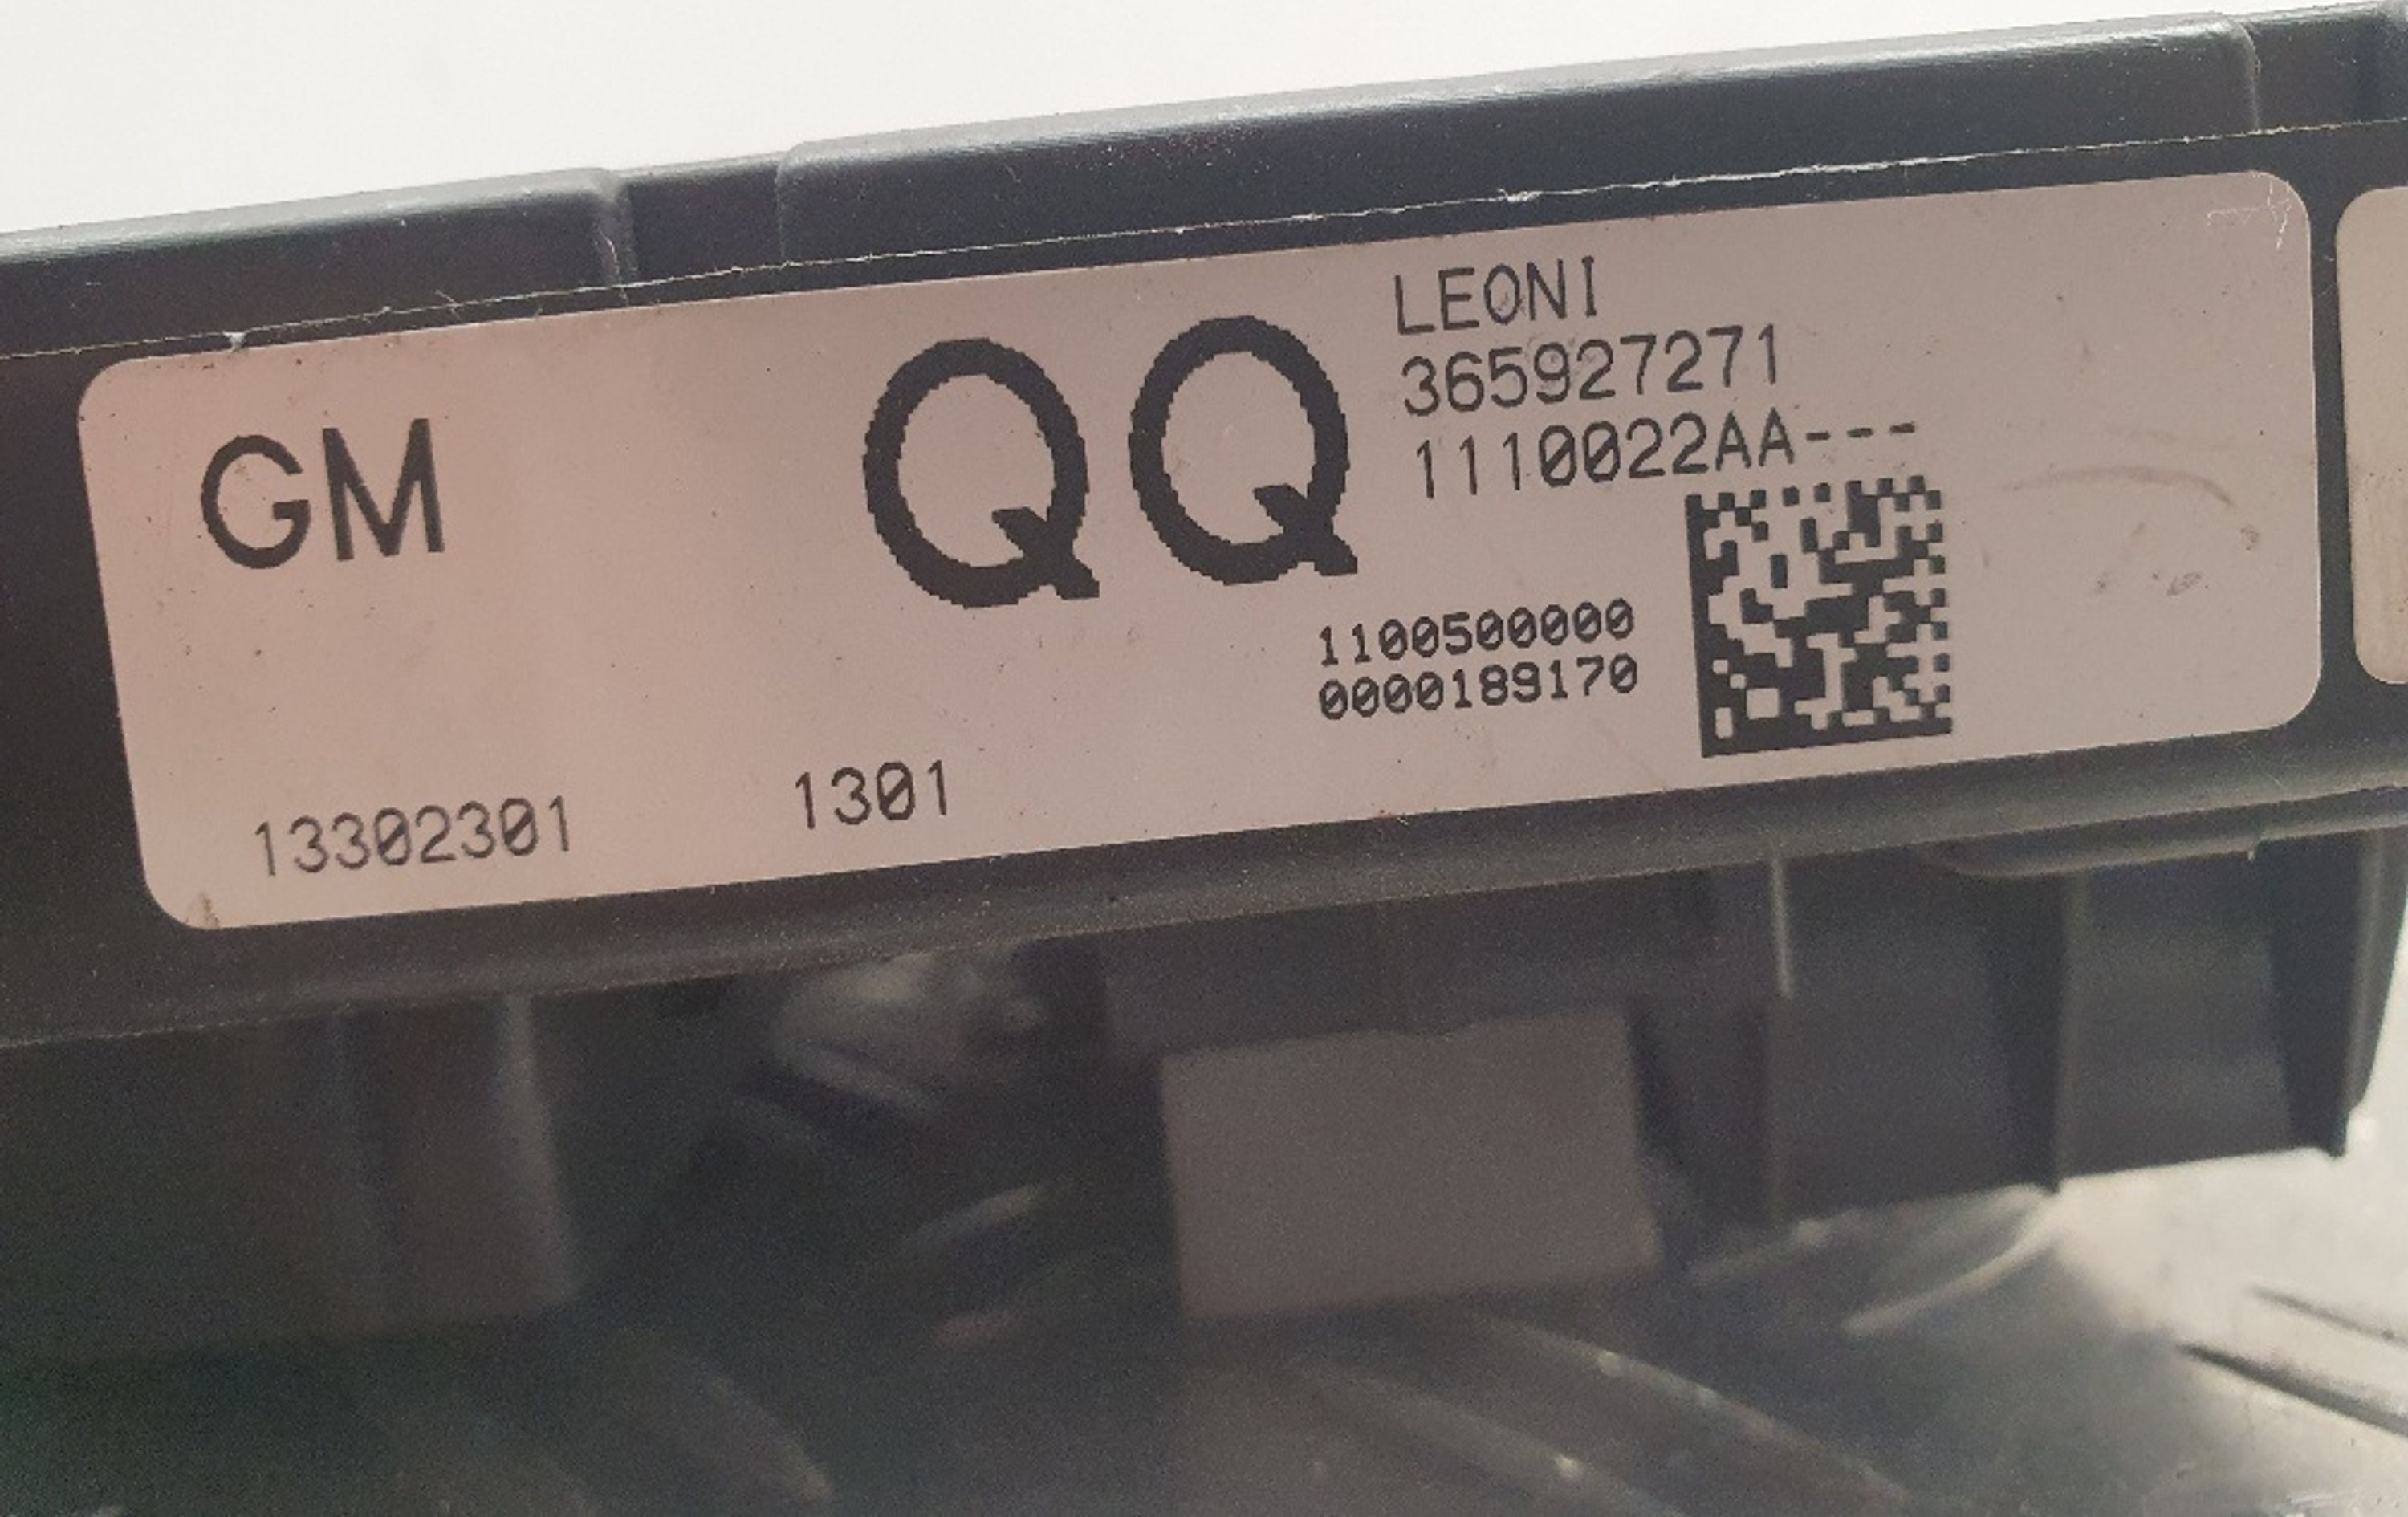 GM
QQ
LEONI
365927271
1110022AA---
1100500000
0000189170
13302301
1301